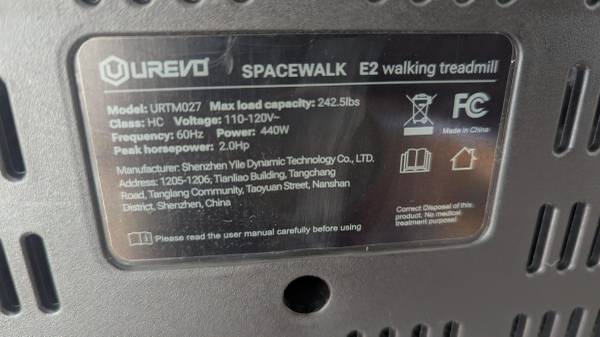 UREVO SPACEWALK E2 walking treadmill
Model: URTM027 Max load capacity: 242.5lbs
Class: HC Voltage: 110-120V~
Frequency: 60Hz Power: 440W
Peak horsepower: 2.0Hp
FC
Made in China
Manufacturer: Shenzhen Yile Dynamic Technology Co., LTD.
Address: 1205-1206, Tianliao Building, Tangchang
Road, Tanglang Community, Taoyuan Street, Nanshan
District, Shenzhen, China
Correct Disposal of this
product. No medical
treatment purpose!
Please read the user manual carefully before using